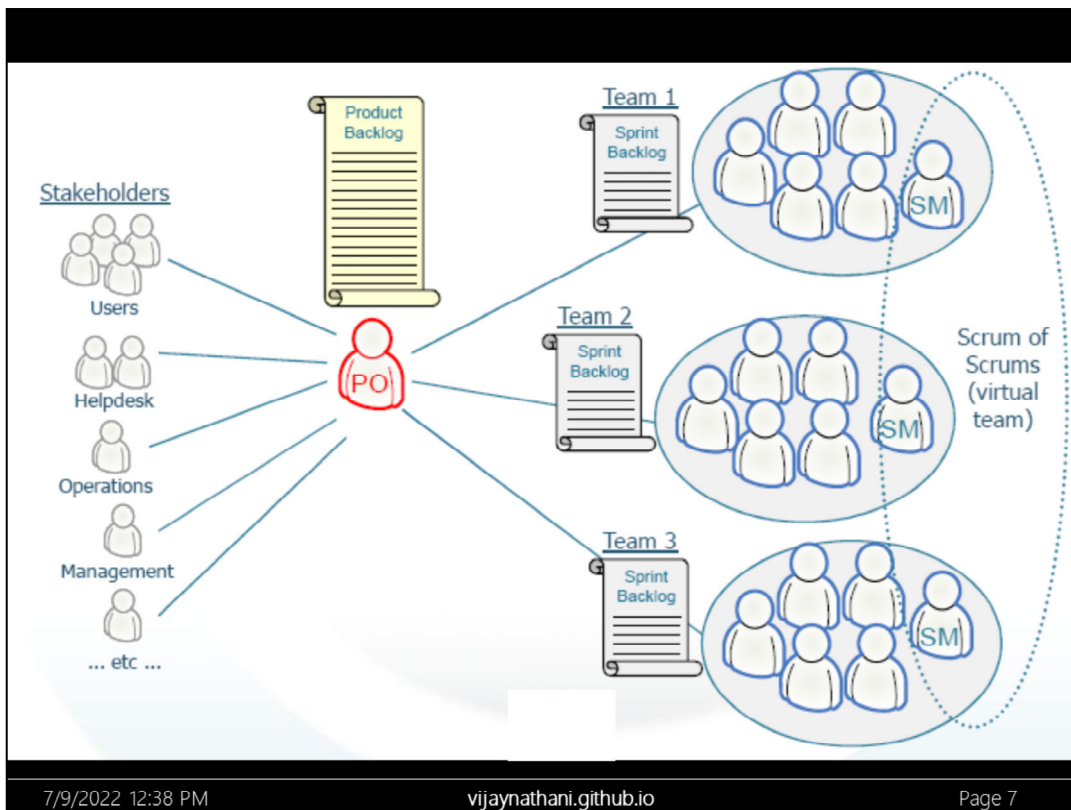 Stakeholders
Users
Helpdesk
Operations
Management
... etc ...
Product
Backlog
PO
Team 1
Sprint
Backlog
SM
Team 2
Sprint
Backlog
SM
Team 3
Sprint
Backlog
SM
Scrum of
Scrums
(virtual
team)
7/9/2022 12:38 PM
vijaynathani.github.io
Page 7